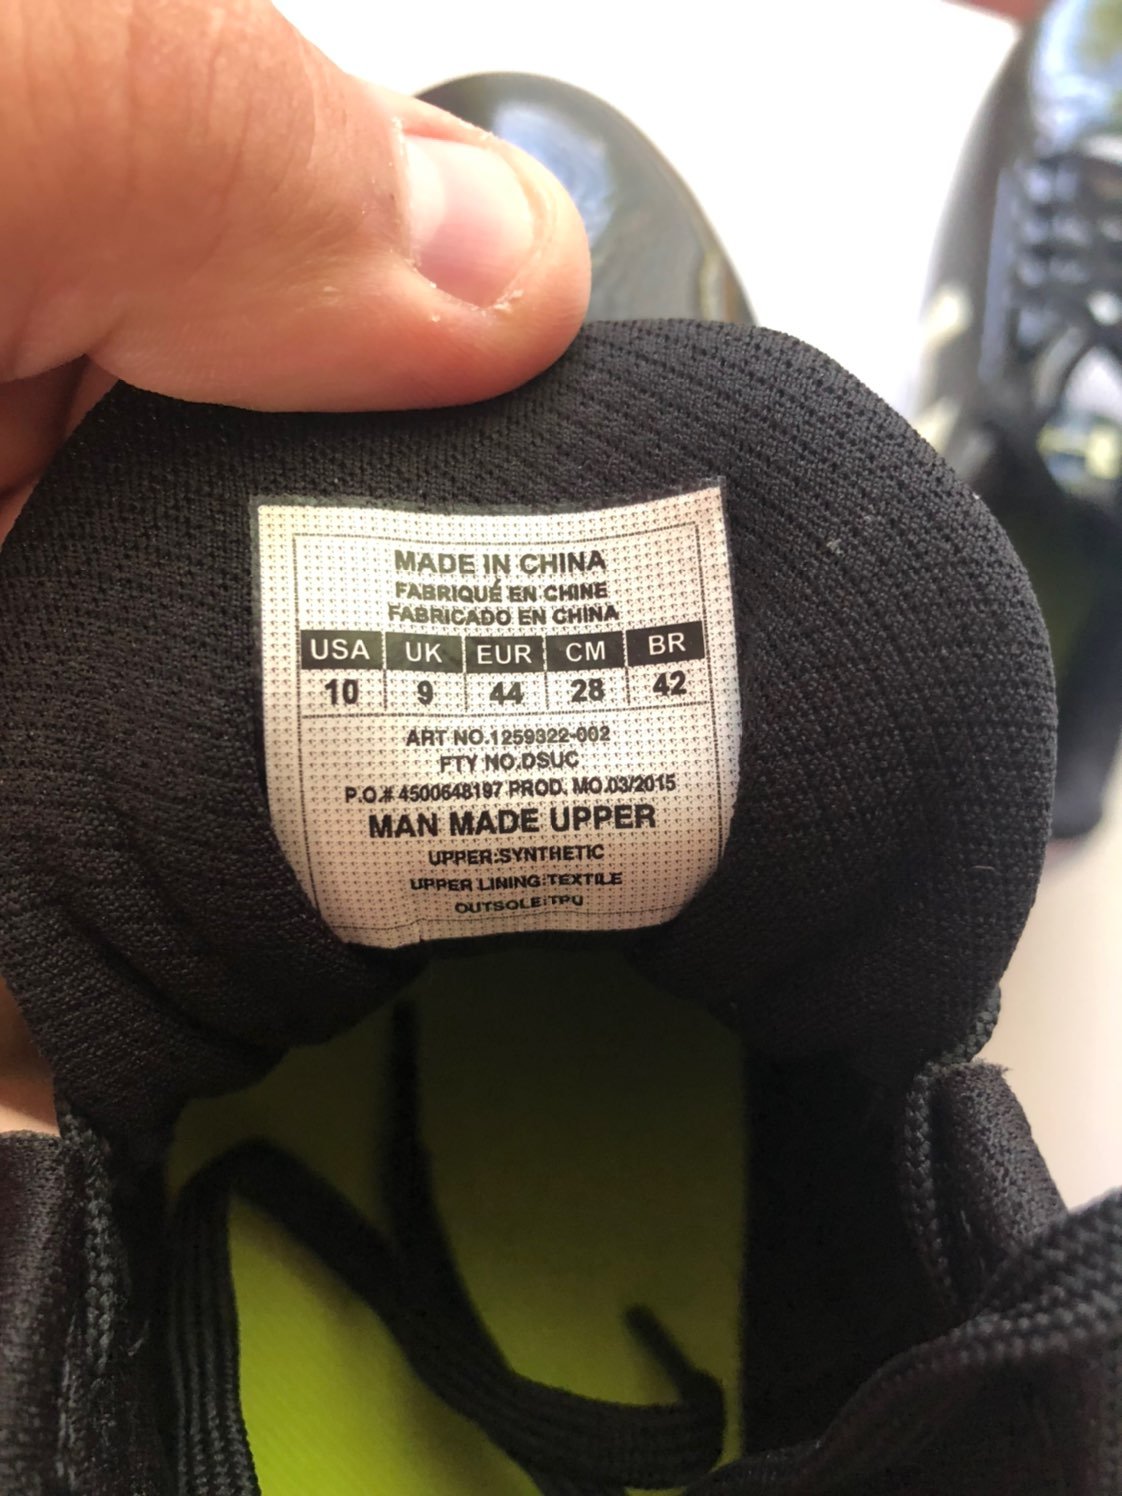 MADE IN CHINA
FABRIQUÉ EN CHINE
FABRICADO EN CHINA
USA UK EUR CM BR
10 9 44 28 42
ART NO.1259322-002
FTY NO.DSUC
P.O.# 4500648197 PROD. MO.03/2015
MAN MADE UPPER
UPPER:SYNTHETIC
UPPER LINING:TEXTILE
OUTSOLE:TPU